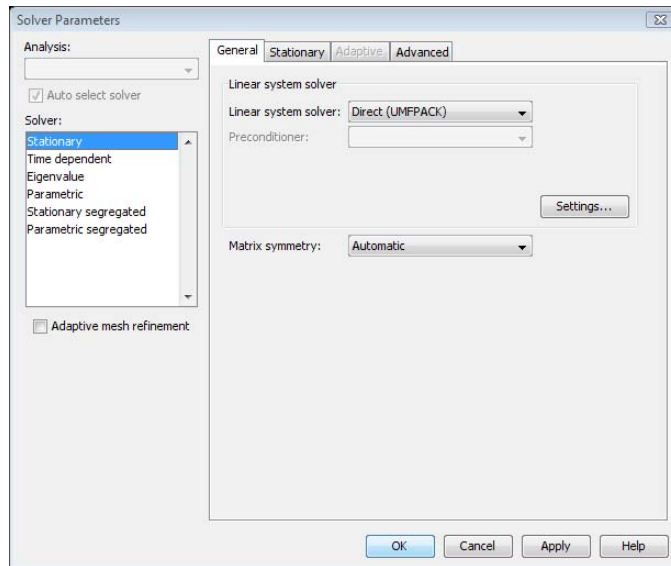 Solver Parameters
Analysis:
Auto select solver
Solver:
Stationary
Time dependent
Eigenvalue
Parametric
Stationary segregated
Parametric segregated
Adaptive mesh refinement
General Stationary Adaptive Advanced
Linear system solver
Linear system solver: Direct (UMFPACK)
Preconditioner:
Settings...
Matrix symmetry: Automatic
OK Cancel Apply Help